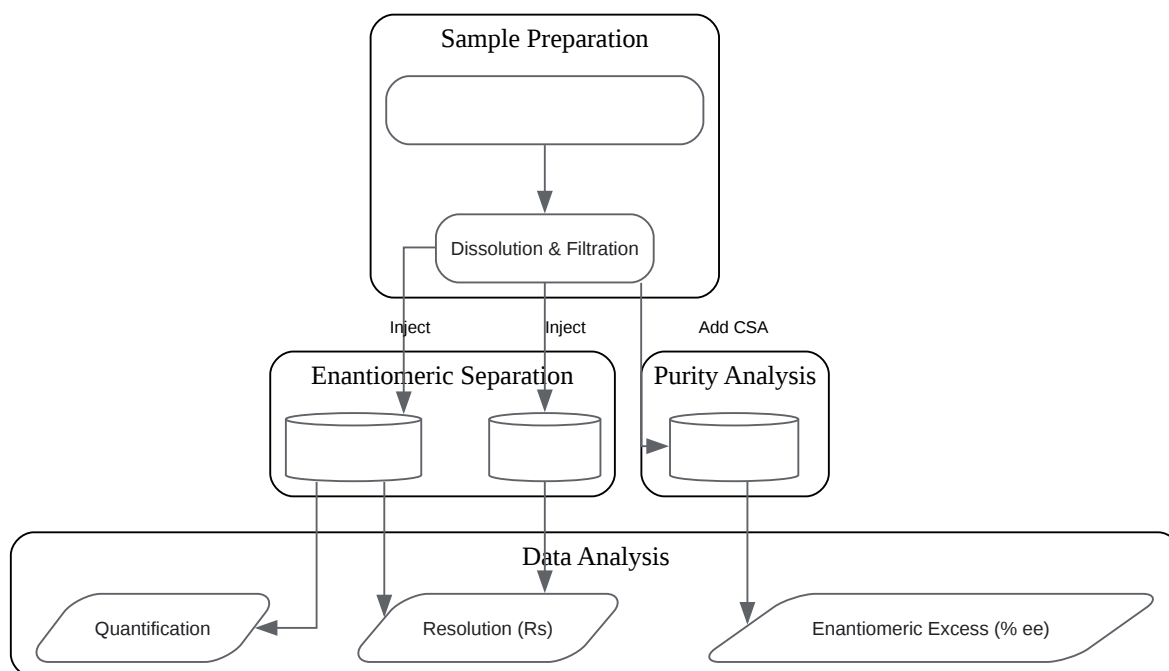 Sample Preparation
Dissolution & Filtration
Inject
Inject
Add CSA
Enantiomeric Separation
Purity Analysis
Data Analysis
Quantification
Resolution (Rs)
Enantiomeric Excess (% ee)